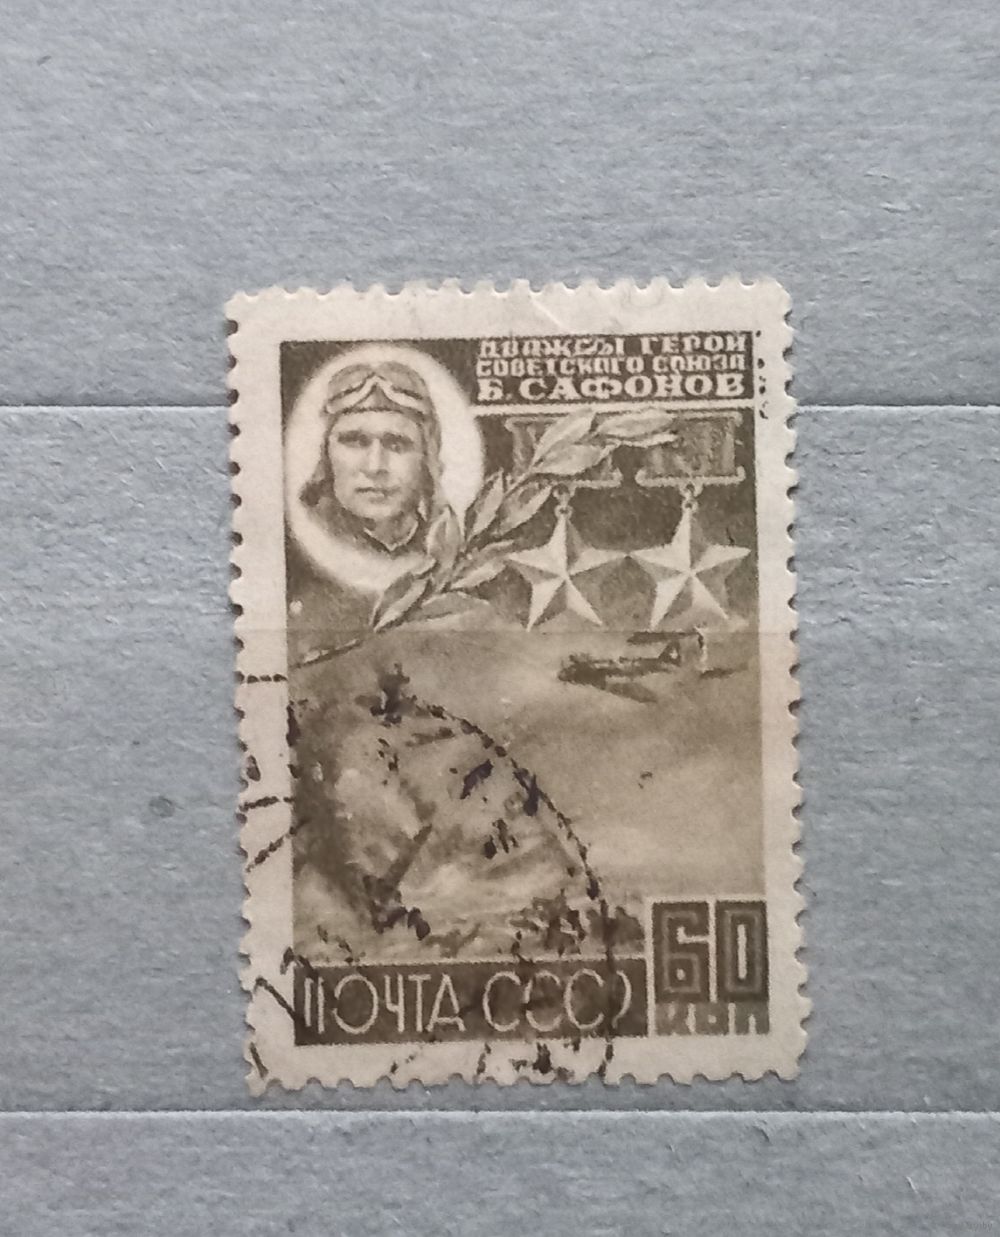 ДВАЖДЫ ГЕРОЙ
СОВЕТСКОГО СОЮЗА
Б. САФОНОВ
60
коп
ПОЧТА СССР